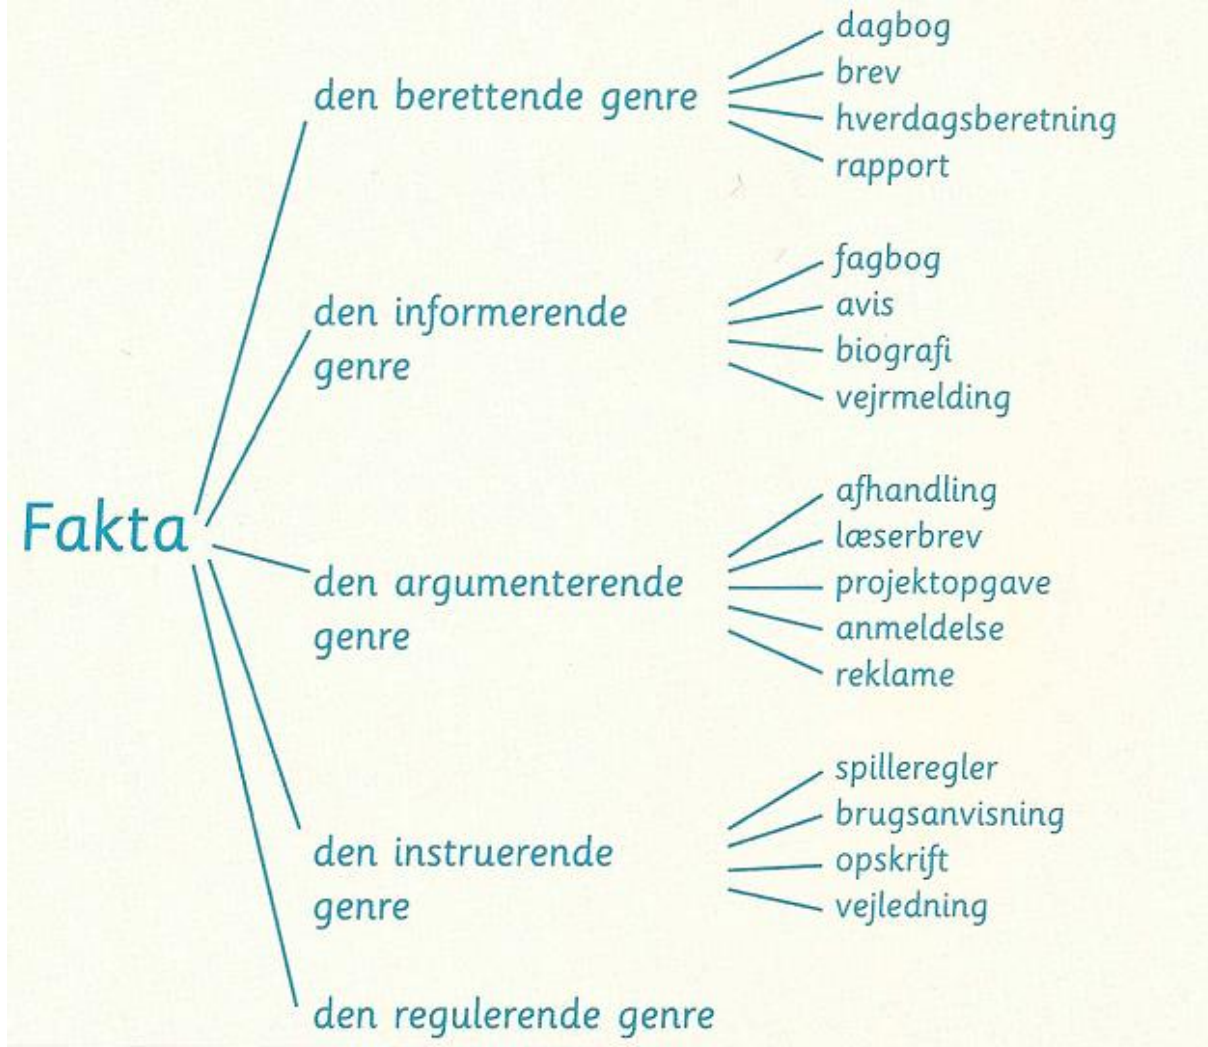 Fakta
den berettende genre
dagbog
brev
hverdagsberetning
rapport
den informerende
genre
fagbog
avis
biografi
vejrmelding
den argumenterende
genre
afhandling
læserbrev
projektopgave
anmeldelse
reklame
den instruerende
genre
spilleregler
brugsanvisning
opskrift
vejledning
den regulerende genre